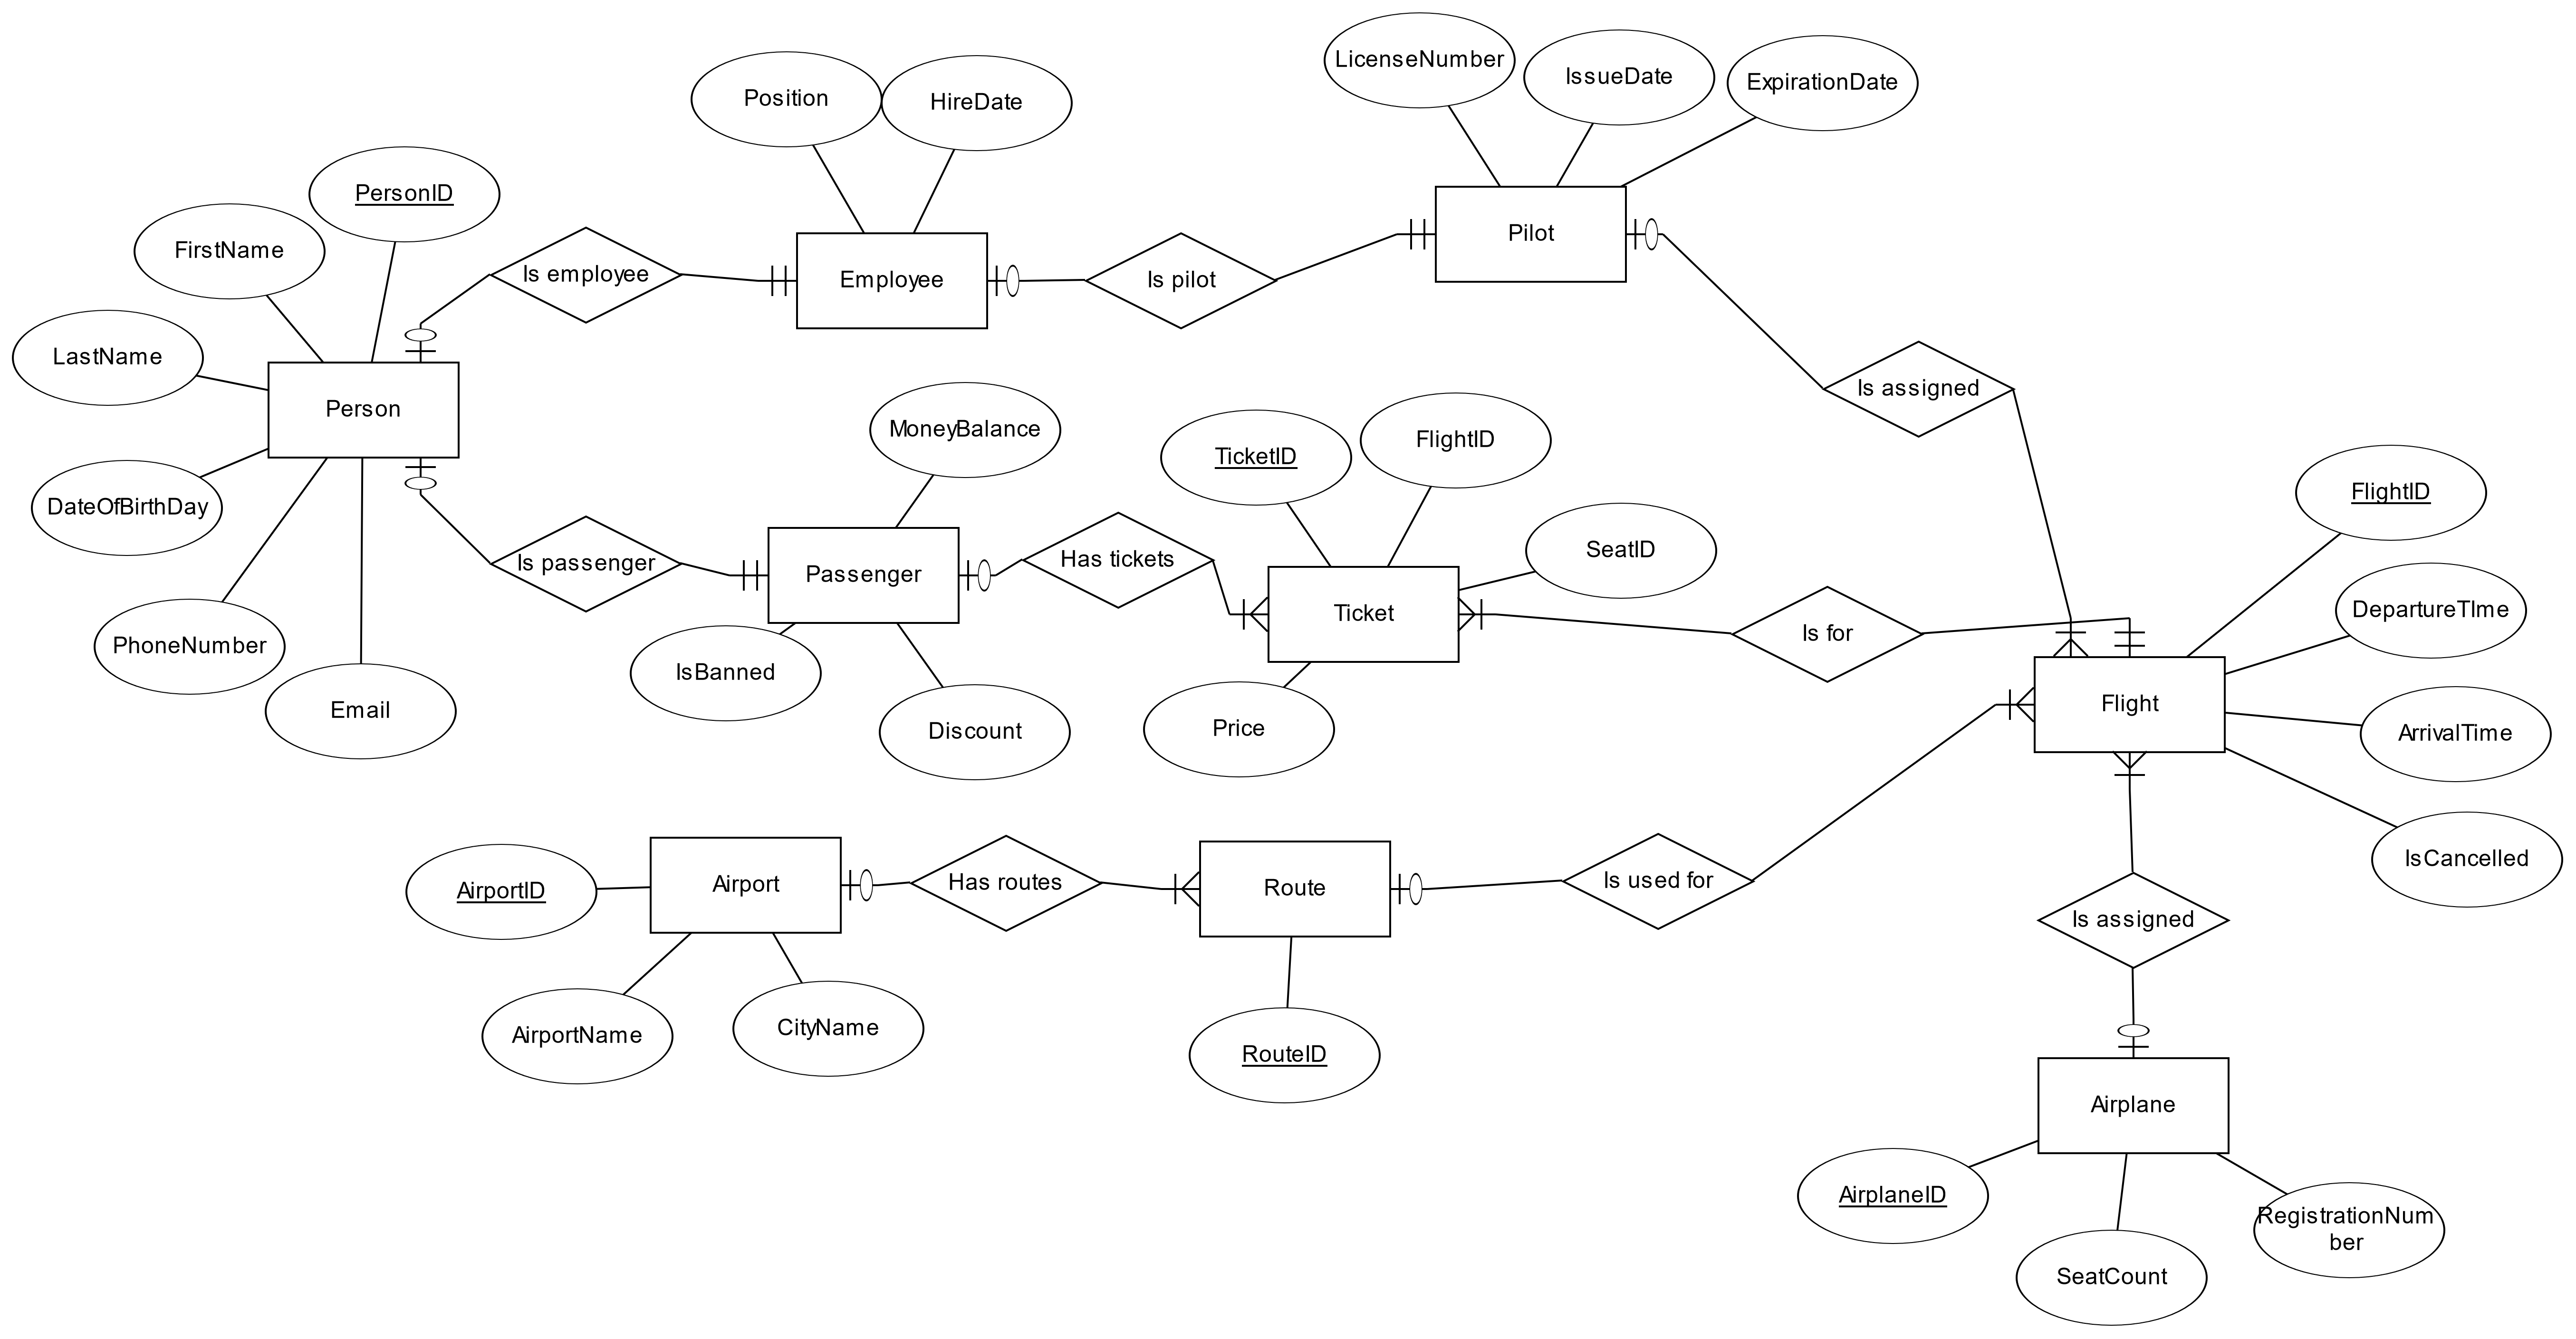 LicenseNumber
IssueDate
ExpirationDate
Position
HireDate
PersonID
FirstName
Pilot
Is employee
Employee
Is pilot
LastName
Is assigned
Person
MoneyBalance
FlightID
TicketID
FlightID
DateOfBirthDay
SeatID
Is passenger
Passenger
Has tickets
Ticket
Is for
DepartureTIme
PhoneNumber
IsBanned
Flight
Email
Discount
Price
ArrivalTime
AirportID
Airport
Has routes
Route
Is used for
IsCancelled
Is assigned
AirportName
CityName
RouteID
Airplane
AirplaneID
RegistrationNum
ber
SeatCount